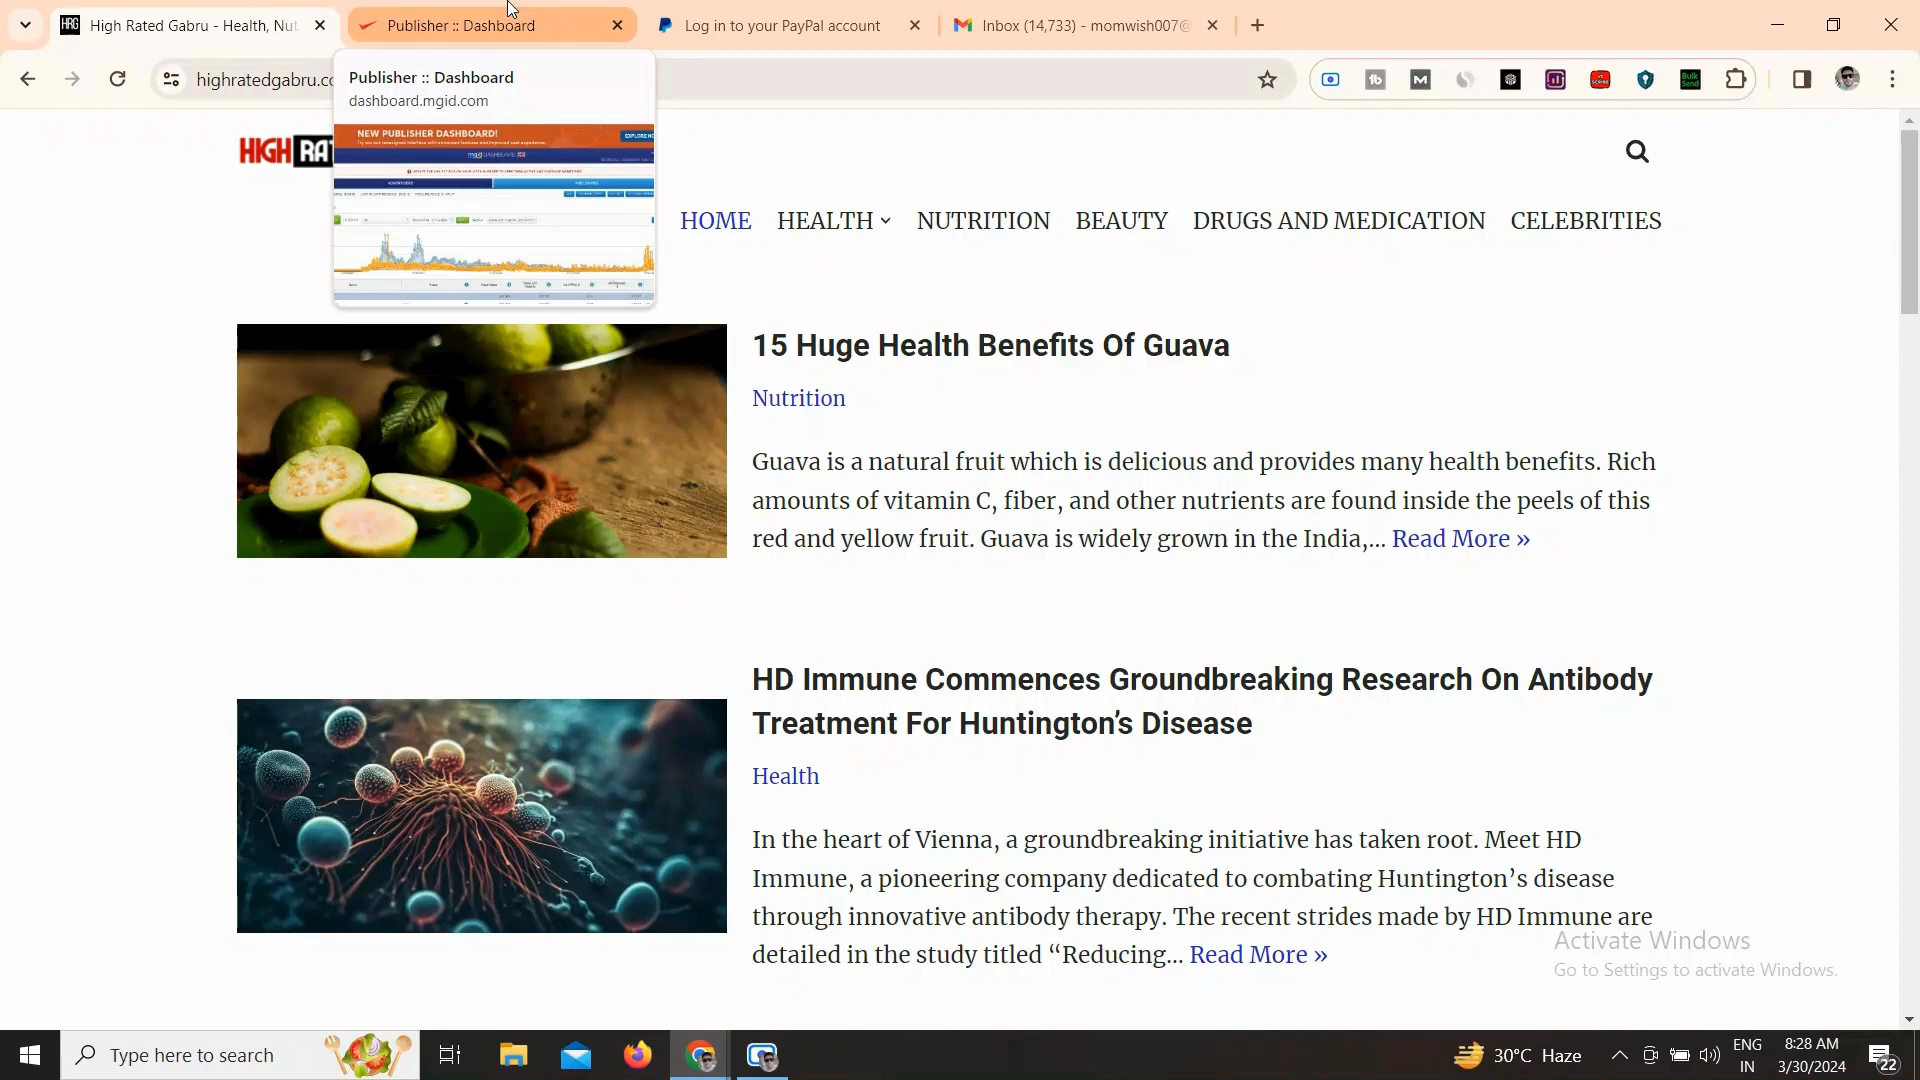 HRG High Rated Gabru - Health, Nut
Publisher :: Dashboard
Log in to your PayPal account
Inbox (14,733) - momwish007@
highratedgabru.co
Publisher :: Dashboard
dashboard.mgid.com
NEW PUBLISHER DASHBOARD!
mgid DASHBOARD
HIGH RA
HOME HEALTH NUTRITION BEAUTY DRUGS AND MEDICATION CELEBRITIES
15 Huge Health Benefits Of Guava
Nutrition
Guava is a natural fruit which is delicious and provides many health benefits. Rich
amounts of vitamin C, fiber, and other nutrients are found inside the peels of this
red and yellow fruit. Guava is widely grown in the India,... Read More »
HD Immune Commences Groundbreaking Research On Antibody
Treatment For Huntington’s Disease
Health
In the heart of Vienna, a groundbreaking initiative has taken root. Meet HD
Immune, a pioneering company dedicated to combating Huntington’s disease
through innovative antibody therapy. The recent strides made by HD Immune are
detailed in the study titled “Reducing... Read More »
Activate Windows
Go to Settings to activate Windows.
Type here to search
30°C Haze
ENG
IN
8:28 AM
3/30/2024
22